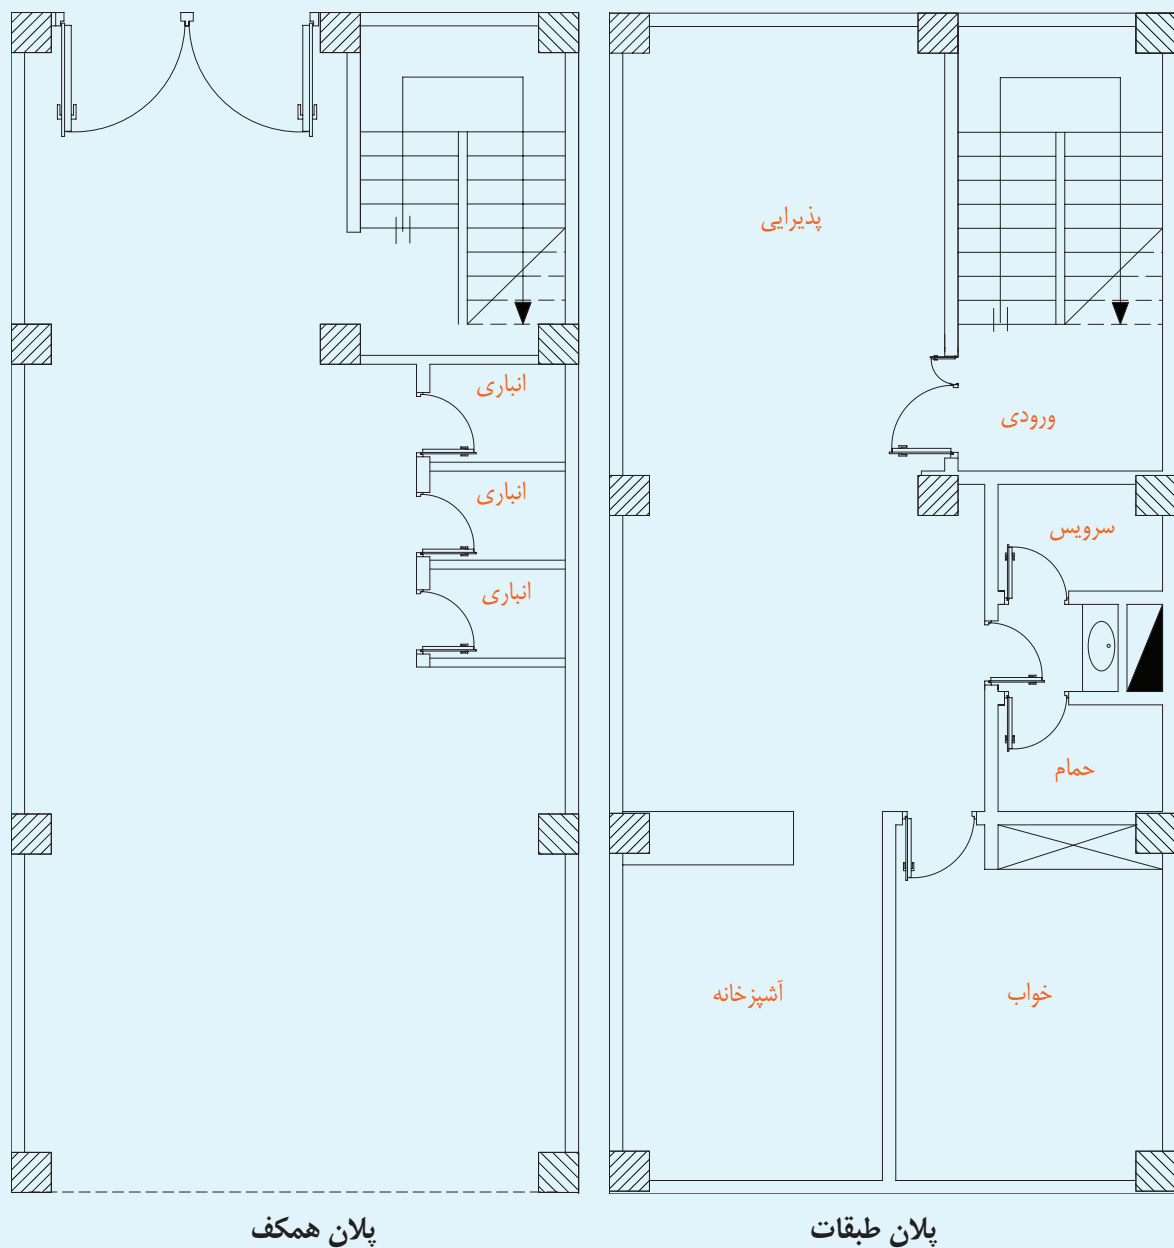 پذیرایی
ورودی
سرویس
حمام
خواب
آشپزخانه
پلان طبقات
انباری
انباری
انباری
پلان همکف